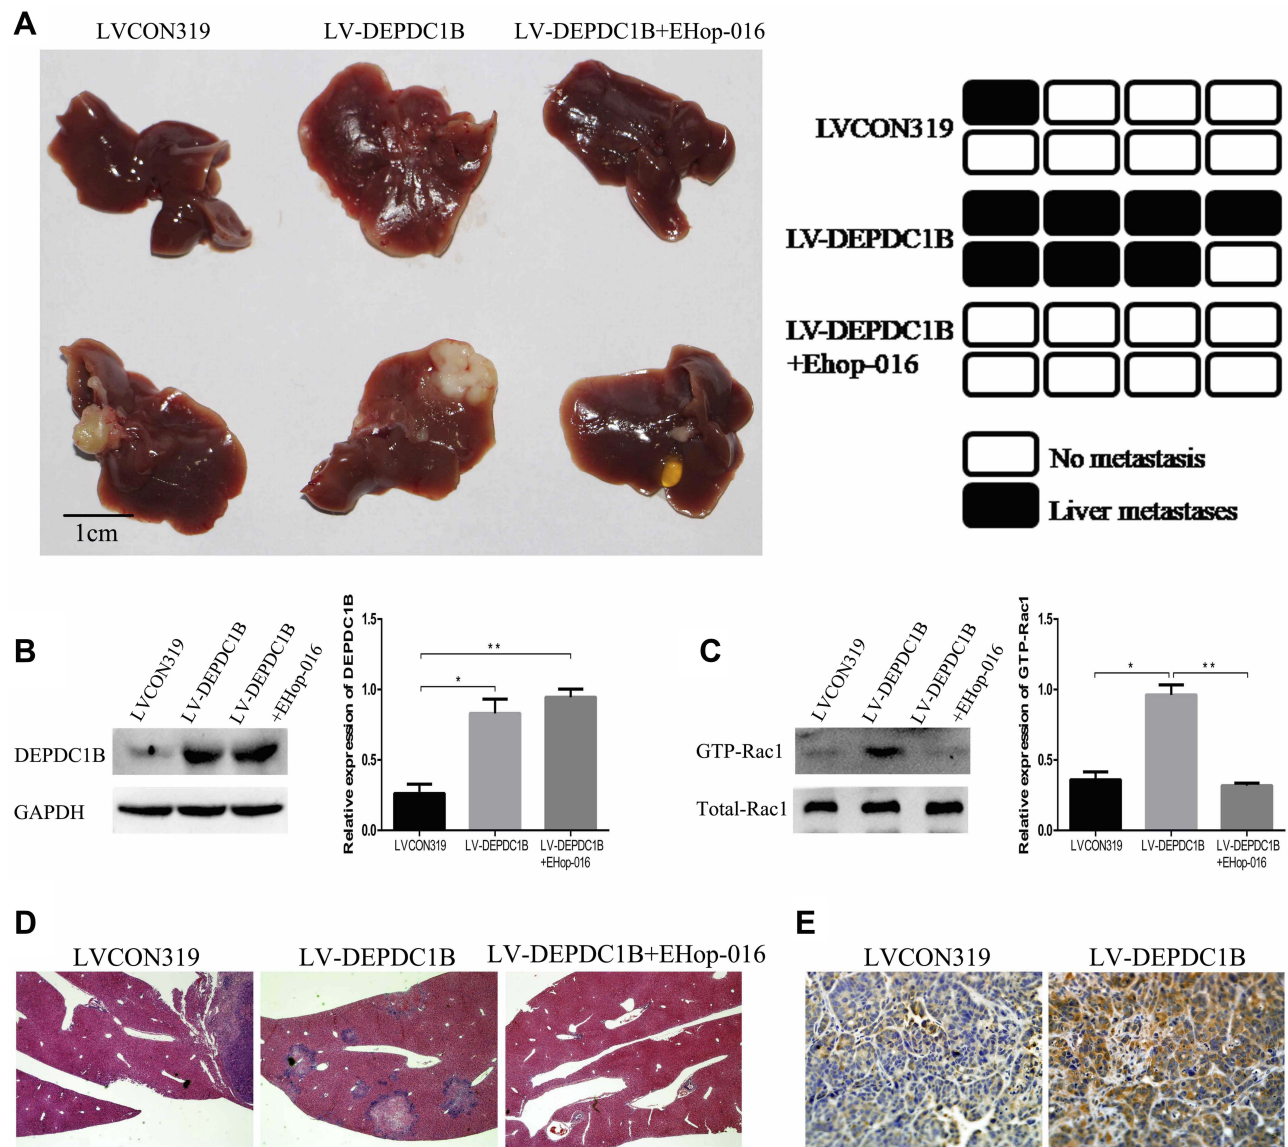 A
LVCON319
LV-DEPDC1B
LV-DEPDC1B+EHop-016
1cm
LVCON319
LV-DEPDC1B
LV-DEPDC1B
+Ehop-016
No metastasis
Liver metastases
B
LVCON319
LV-DEPDC1B
LV-DEPDC1B
+EHop-016
DEPDC1B
GAPDH
Relative expression of DEPDC1B
1.5
1.0
0.5
0.0
**
*
LVCON319
LV-DEPDC1B
LV-DEPDC1B
+EHop-016
C
LVCON319
LV-DEPDC1B
LV-DEPDC1B
+EHop-016
GTP-Rac1
Total-Rac1
Relative expression of GTP-Rac1
1.5
1.0
0.5
0.0
*
**
LVCON319
LV-DEPDC1B
LV-DEPDC1B
+EHop-016
D
LVCON319
LV-DEPDC1B
LV-DEPDC1B+EHop-016
E
LVCON319
LV-DEPDC1B